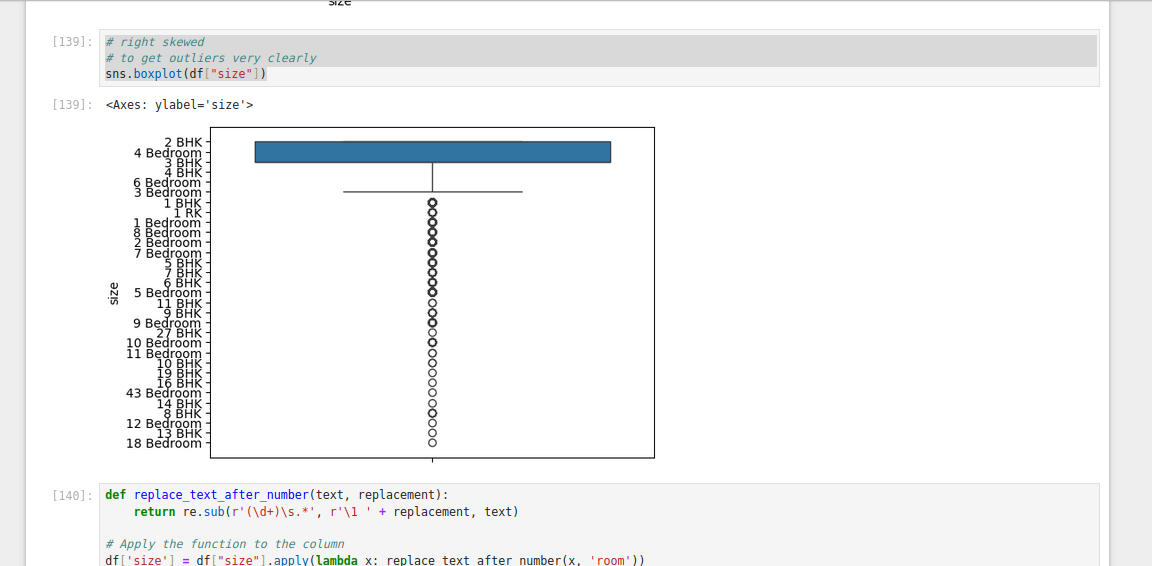 size
[139]: # right skewed
# to get outliers very clearly
sns.boxplot(df["size"])
[139]: <Axes: ylabel='size'>
2 BHK
4 Bedroom
3 BHK
4 BHK
6 Bedroom
3 Bedroom
1 BHK
1 RK
1 Bedroom
8 Bedroom
2 Bedroom
7 Bedroom
5 BHK
7 BHK
6 BHK
5 Bedroom
11 BHK
9 BHK
9 Bedroom
27 BHK
10 Bedroom
11 Bedroom
10 BHK
19 BHK
16 BHK
43 Bedroom
14 BHK
8 BHK
12 Bedroom
13 BHK
18 Bedroom
size
[140]: def replace_text_after_number(text, replacement):
return re.sub(r'(\d+)\s.*', r'\1 ' + replacement, text)
# Apply the function to the column
df['size'] = df["size"].apply(lambda x: replace_text_after_number(x, 'room'))